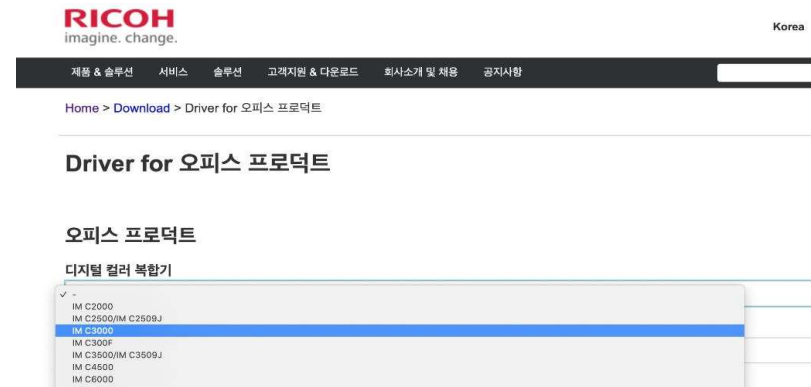 RICOH
imagine. change.
Korea
제품 & 솔루션 서비스 솔루션 고객지원 & 다운로드 회사소개 및 채용 공지사항
Home > Download > Driver for 오피스 프로덕트
Driver for 오피스 프로덕트
오피스 프로덕트
디지털 컬러 복합기
✓ -
IM C2000
IM C2500/IM C2509J
IM C3000
IM C300F
IM C3500/IM C3509J
IM C4500
IM C6000